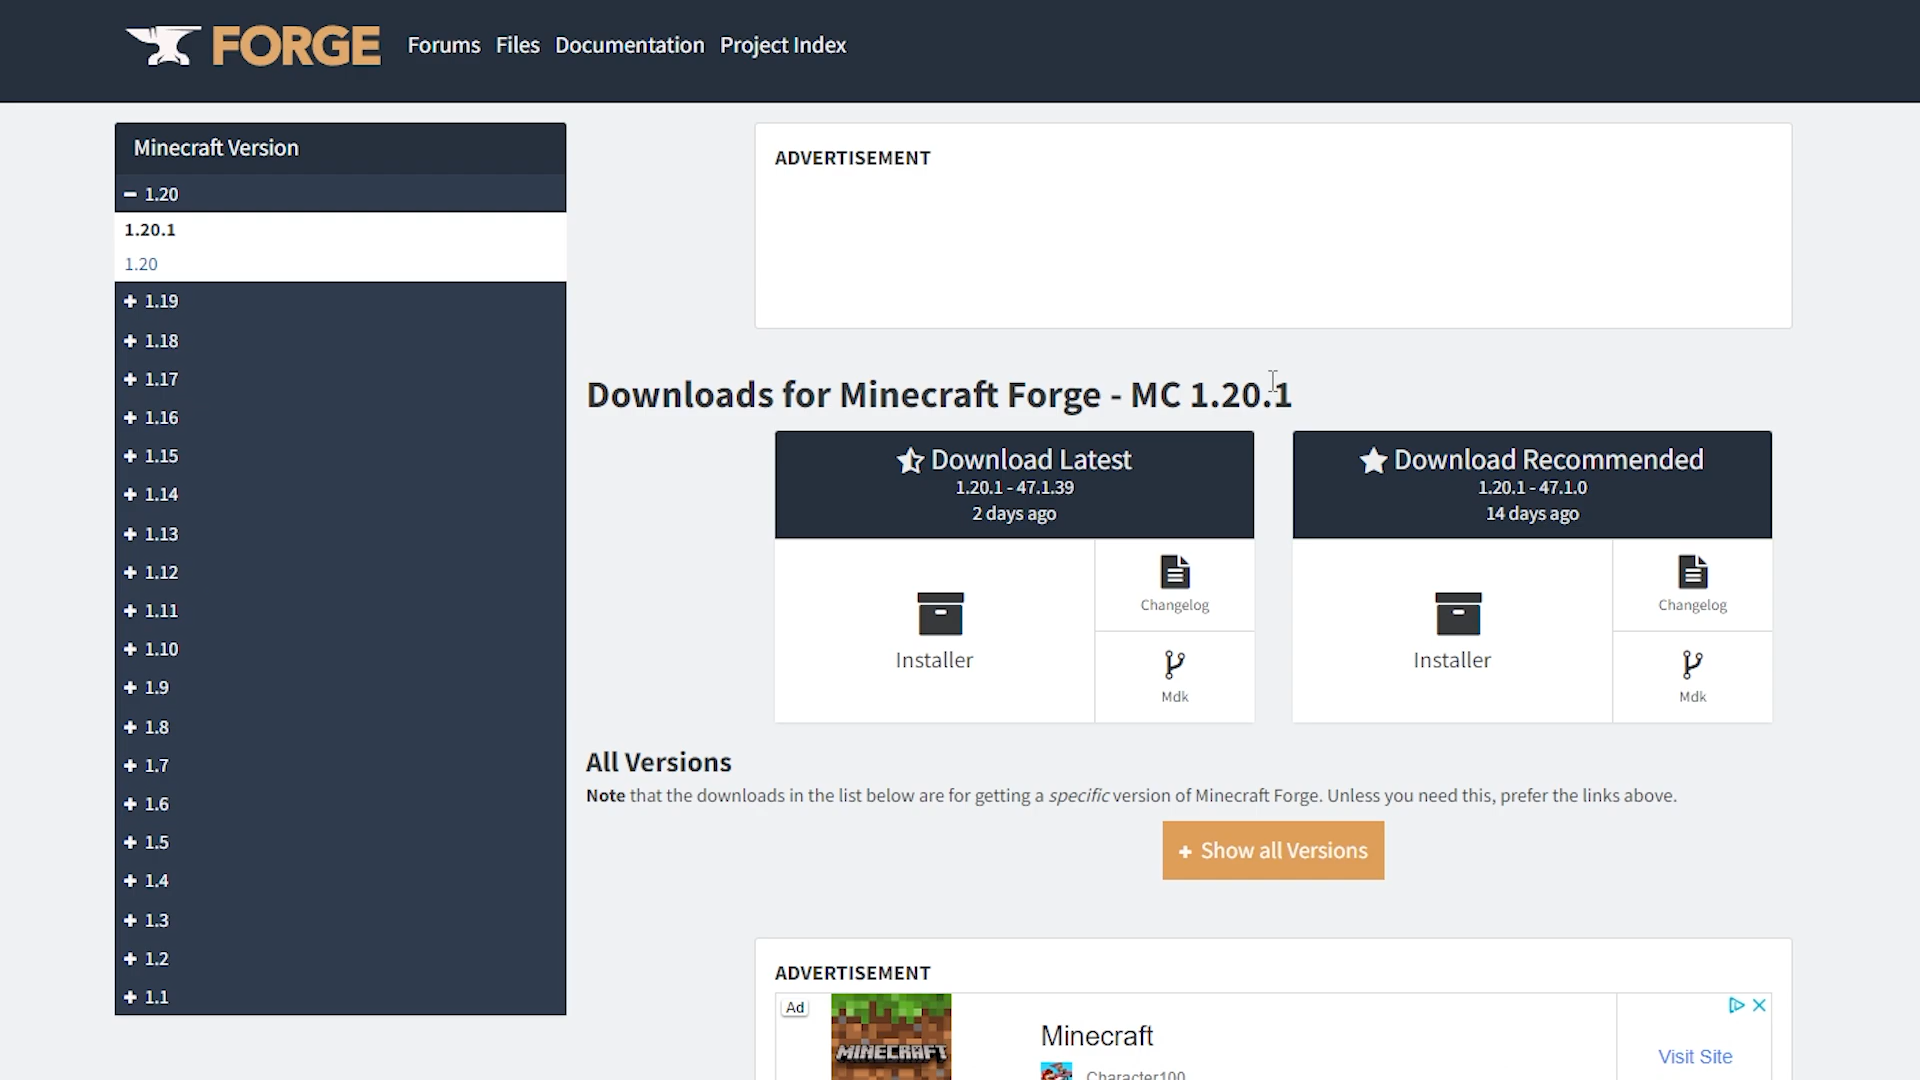 FORGE
Forums Files Documentation Project Index
Minecraft Version
1.20
1.20.1
1.20
1.19
1.18
1.17
1.16
1.15
1.14
1.13
1.12
1.11
1.10
1.9
1.8
1.7
1.6
1.5
1.4
1.3
1.2
1.1
ADVERTISEMENT
Downloads for Minecraft Forge - MC 1.20.1
Download Latest
1.20.1 - 47.1.39
2 days ago
Installer
Changelog
Mdk
Download Recommended
1.20.1 - 47.1.0
14 days ago
Installer
Changelog
Mdk
All Versions
Note that the downloads in the list below are for getting a specific version of Minecraft Forge. Unless you need this, prefer the links above.
+ Show all Versions
ADVERTISEMENT
Ad
MINECRAFT
Minecraft
Character100
Visit Site